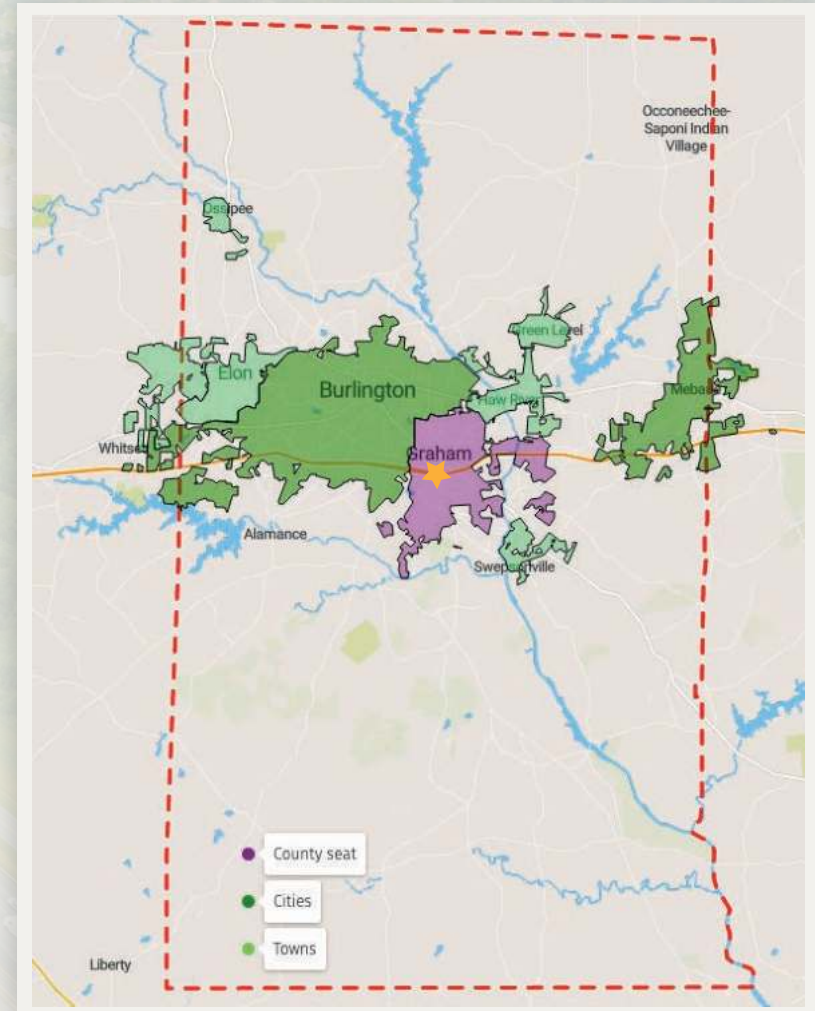 Occoneechee-
Saponi Indian
Village
Ossipee
Green Level
Elon
Burlington
Haw River
Mebane
Whitsett
Graham
Alamance
Swepsonville
County seat
Cities
Towns
Liberty